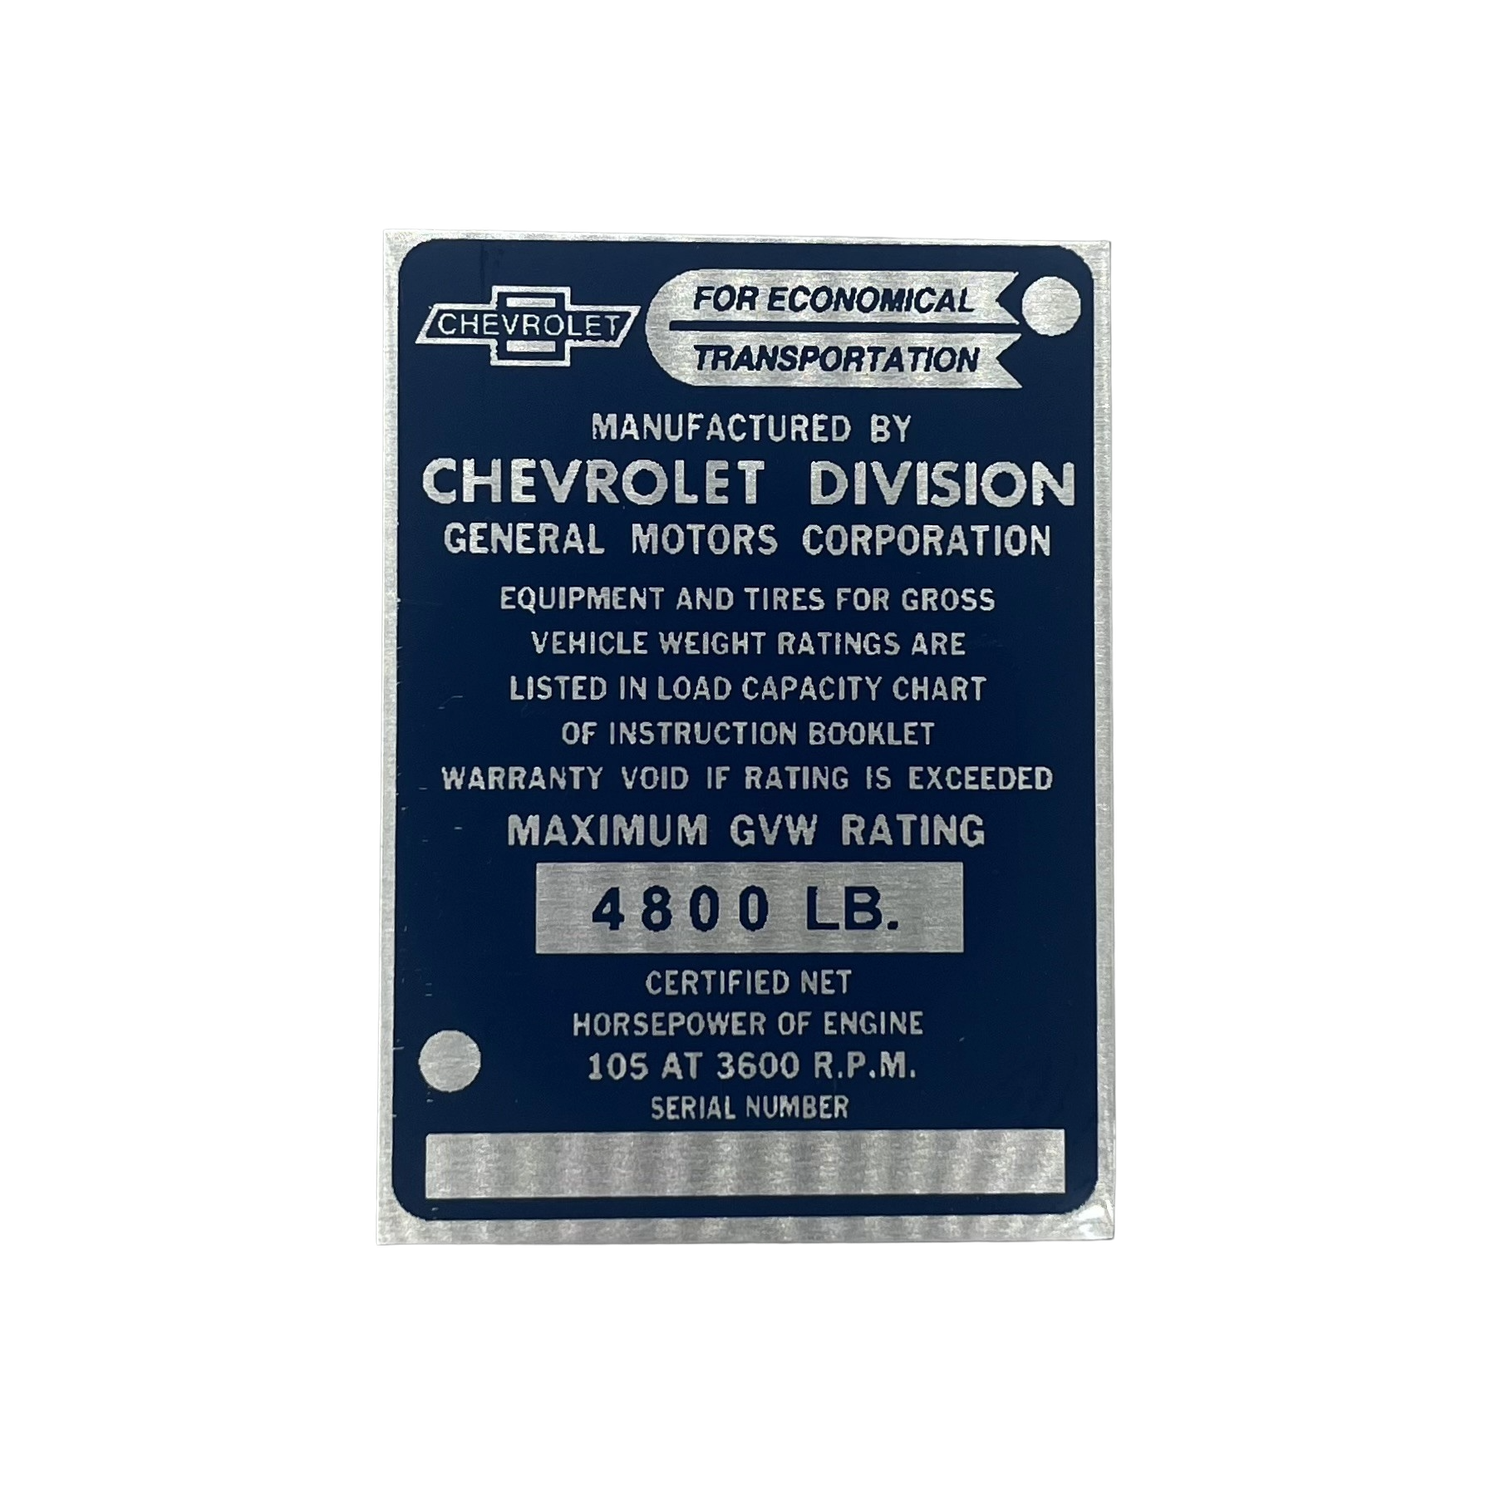 CHEVROLET
FOR ECONOMICAL
TRANSPORTATION
MANUFACTURED BY
CHEVROLET DIVISION
GENERAL MOTORS CORPORATION
EQUIPMENT AND TIRES FOR GROSS
VEHICLE WEIGHT RATINGS ARE
LISTED IN LOAD CAPACITY CHART
OF INSTRUCTION BOOKLET
WARRANTY VOID IF RATING IS EXCEEDED
MAXIMUM GVW RATING
4800 LB.
CERTIFIED NET
HORSEPOWER OF ENGINE
105 AT 3600 R.P.M.
SERIAL NUMBER